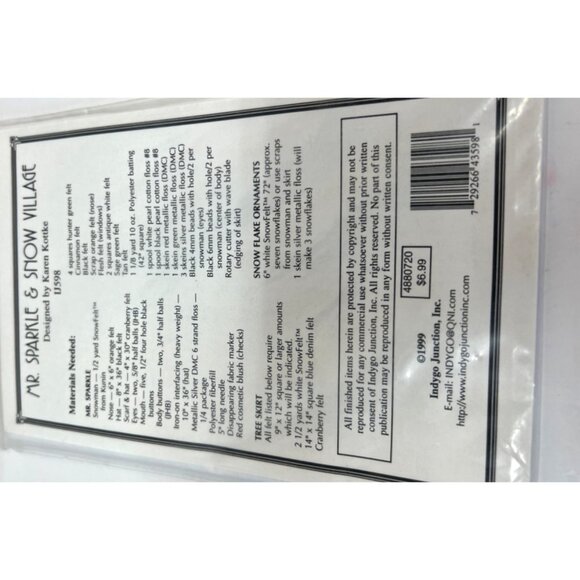 MR. SPARKLE & SNOW VILLAGE
Designed by Karen Kottke
IJ598
Materials Needed:
MR SPARKLE
Snowman — 1/2 yard SnowFelt™
from Kunin
Nose — 6" x 6" orange felt
Hat — 8" x 36" black felt
Scarf & hat — 4" x 30" cranberry felt
Eyes — two, 5/8" half balls (JHB)
Mouth — five, 1/2" four hole black
buttons
Body buttons — two, 3/4" half balls
(JHB)
Iron-on interfacing (heavy weight) —
10" x 36" (hat)
Metallic Silver DMC 6 strand floss —
1/4 package
Polyester fiberfill
5" long needle
Disappearing fabric marker
Red cosmetic blush (cheeks)
TREE SKIRT
All felt listed below require
9" x 12" square or larger amounts
which will be indicated.
2 1/2 yards white SnowFelt™
14" x 14" square blue denim felt
Cranberry felt
4 squares hunter green felt
Cinnamon felt
Black felt
Scrap orange felt (nose)
Flesh felt (windows)
2 squares antique white felt
Sage green felt
Tan felt
1 1/8 yard 10 oz. Polyester batting
(42" square)
1 spool white pearl cotton floss #8
1 spool black pearl cotton floss #8
1 skein red metallic floss (DMC)
1 skein green metallic floss (DMC)
3 skeins silver metallic floss (DMC)
Black 4mm beads with hole/2 per
snowman (eyes)
Black 6mm beads with hole/2 per
snowman (center of body)
Rotary cutter with wave blade
(edging of skirt)
SNOW FLAKE ORNAMENTS
6" white SnowFelt™ 72" (approx.
seven snowflakes) or use scraps
from snowman and skirt
1 skein silver metallic floss (will
make 3 snowflakes)
All finished items herein are protected by copyright and may not be
reproduced for any commercial use whatsoever without prior written
consent of Indygo Junction, Inc. All rights reserved. No part of this
publication may be reproduced in any form without written consent.
©1999
Indygo Junction, Inc.
E-mail: INDYGO@QNI.com
http://www.indygojunctioninc.com
4880720
$6.99
7 29266 43598 1